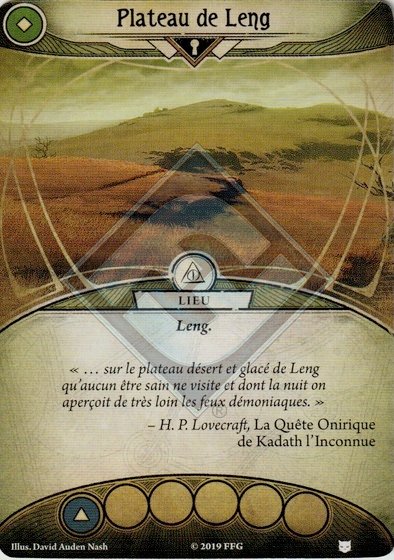 Plateau de Leng
LIEU
Leng.
« … sur le plateau désert et glacé de Leng
qu'aucun être sain ne visite et dont la nuit on
aperçoit de très loin les feux démoniaques. »
– H. P. Lovecraft, La Quête Onirique
de Kadath l'Inconnue
Illus. David Auden Nash
© 2019 FFG